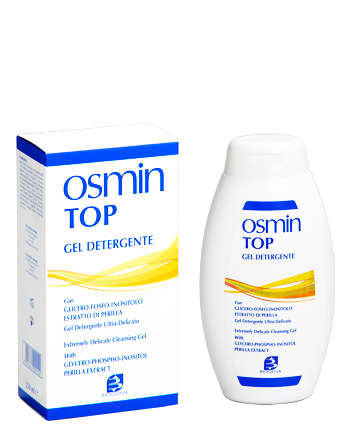 osmin
TOP
GEL DETERGENTE
Con
GLICERO-FOSFO-INOSITOLO
ESTRATTO DI PERILLA
Gel Detergente Ultra-Delicato
Extremely Delicate Cleansing Gel
With
GLYCERO-PHOSPHO-INOSITOL
PERILLA EXTRACT
BIOGENA
osmin
TOP
GEL DETERGENTE
Con
GLICERO-FOSFO-INOSITOLO
ESTRATTO DI PERILLA
Gel Detergente Ultra-Delicato
Extremely Delicate Cleansing Gel
With
GLYCERO-PHOSPHO-INOSITOL
PERILLA EXTRACT
BIOGENA